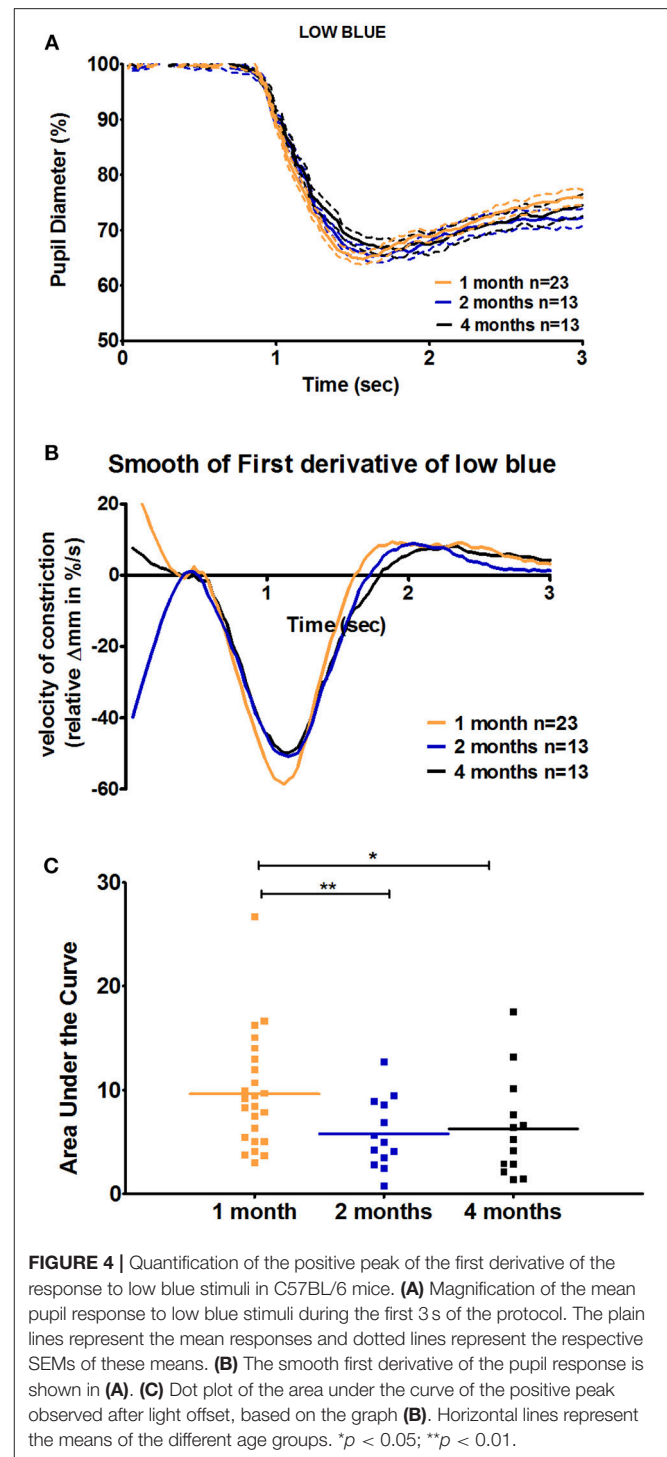 A
LOW BLUE
Pupil Diameter (%)
100
90
80
70
60
50
0
1
2
3
Time (sec)
1 month n=23
2 months n=13
4 months n=13
B
Smooth of First derivative of low blue
velocity of constriction
(relative Δmm in %/s)
20
0
-20
-40
-60
1
2
3
Time (sec)
1 month n=23
2 months n=13
4 months n=13
C
*
**
Area Under the Curve
30
20
10
0
1 month
2 months
4 months
FIGURE 4 | Quantification of the positive peak of the first derivative of the
response to low blue stimuli in C57BL/6 mice. (A) Magnification of the mean
pupil response to low blue stimuli during the first 3 s of the protocol. The plain
lines represent the mean responses and dotted lines represent the respective
SEMs of these means. (B) The smooth first derivative of the pupil response is
shown in (A). (C) Dot plot of the area under the curve of the positive peak
observed after light offset, based on the graph (B). Horizontal lines represent
the means of the different age groups. *p < 0.05; **p < 0.01.